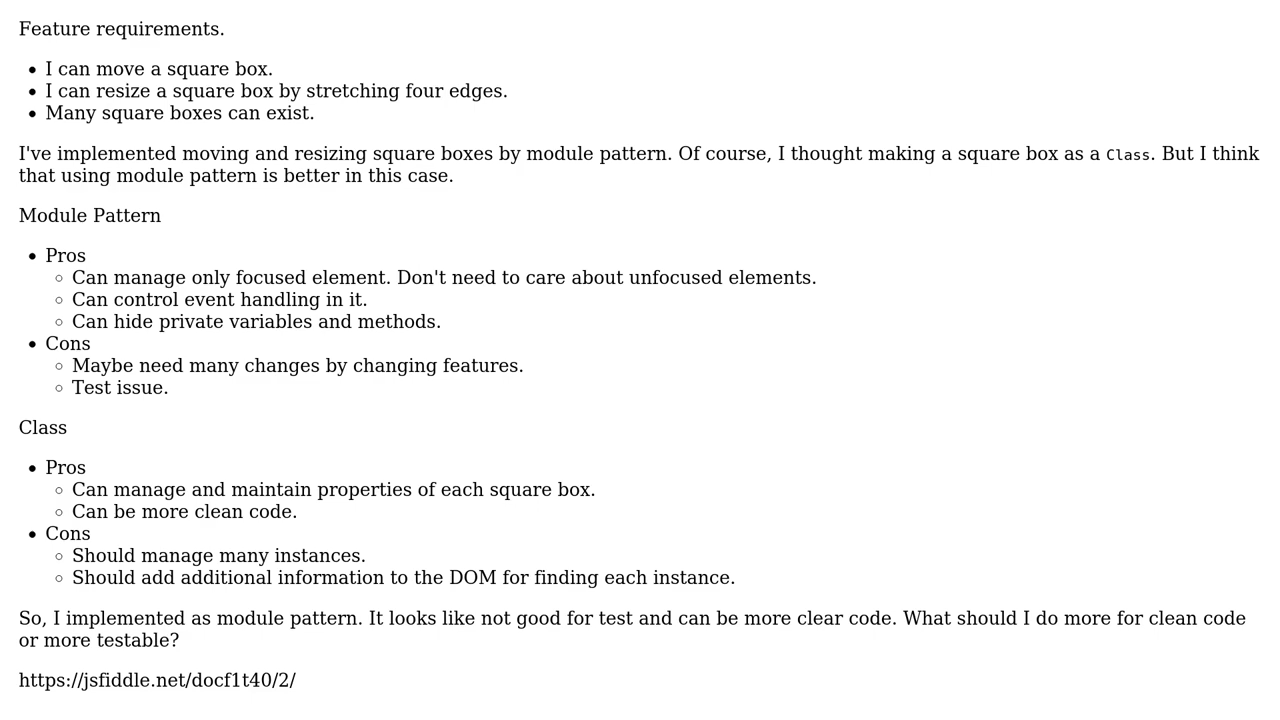 Feature requirements.
I can move a square box.
I can resize a square box by stretching four edges.
Many square boxes can exist.
I've implemented moving and resizing square boxes by module pattern. Of course, I thought making a square box as a Class. But I think
that using module pattern is better in this case.
Module Pattern
Pros
Can manage only focused element. Don't need to care about unfocused elements.
Can control event handling in it.
Can hide private variables and methods.
Cons
Maybe need many changes by changing features.
Test issue.
Class
Pros
Can manage and maintain properties of each square box.
Can be more clean code.
Cons
Should manage many instances.
Should add additional information to the DOM for finding each instance.
So, I implemented as module pattern. It looks like not good for test and can be more clear code. What should I do more for clean code
or more testable?
https://jsfiddle.net/docf1t40/2/